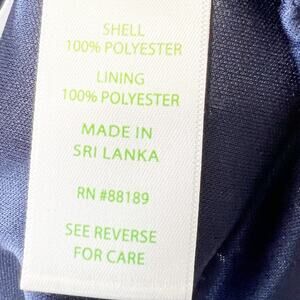 SHELL
100% POLYESTER
LINING
100% POLYESTER
MADE IN
SRI LANKA
RN #88189
SEE REVERSE
FOR CARE